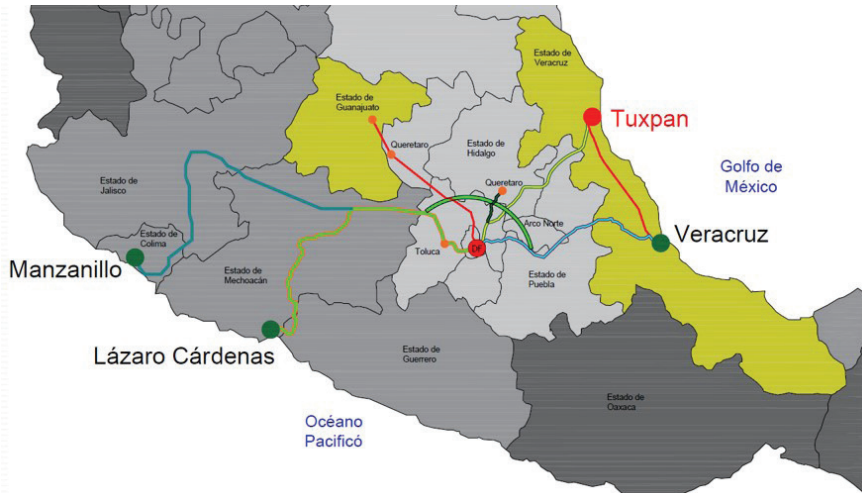 Estado de
Veracruz
Estado de
Guanajuato
Tuxpan
Queretaro
Estado de
Hidalgo
Golfo de
México
Estado de
Jalisco
Queretaro
Arco Norte
Veracruz
Estado de
Colima
Manzanillo
Toluca
DF
Estado de
Mechoacán
Estado de
Puebla
Lázaro Cárdenas
Estado de
Guerrero
Estado de
Oaxaca
Océano
Pacificó